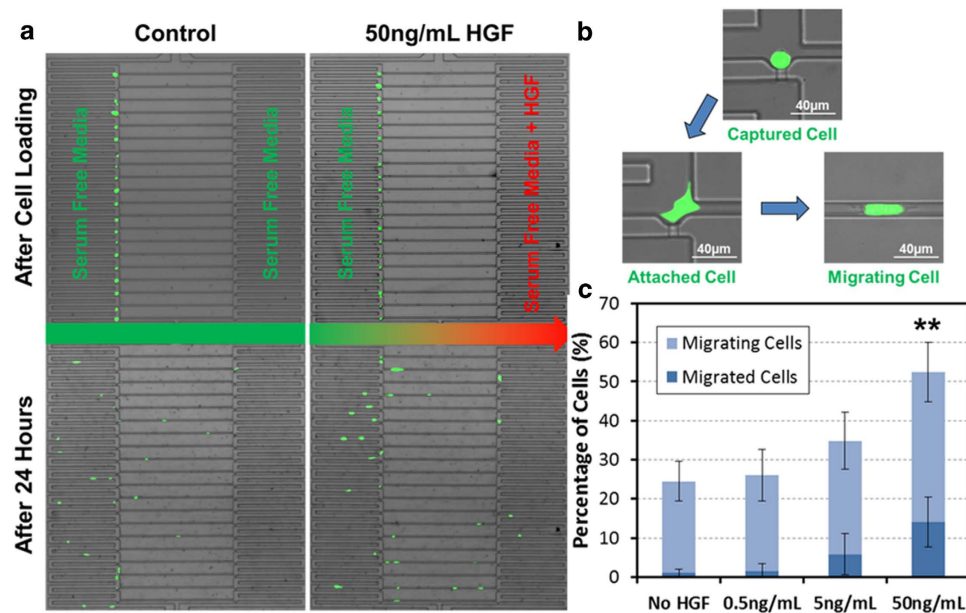 a
Control
50ng/mL HGF
After Cell Loading
Serum Free Media
Serum Free Media
Serum Free Media
Serum Free Media + HGF
After 24 Hours
b
40µm
Captured Cell
40µm
Attached Cell
40µm
Migrating Cell
c
Percentage of Cells (%)
70
60
50
40
30
20
10
0
Migrating Cells
Migrated Cells
**
No HGF
0.5ng/mL
5ng/mL
50ng/mL